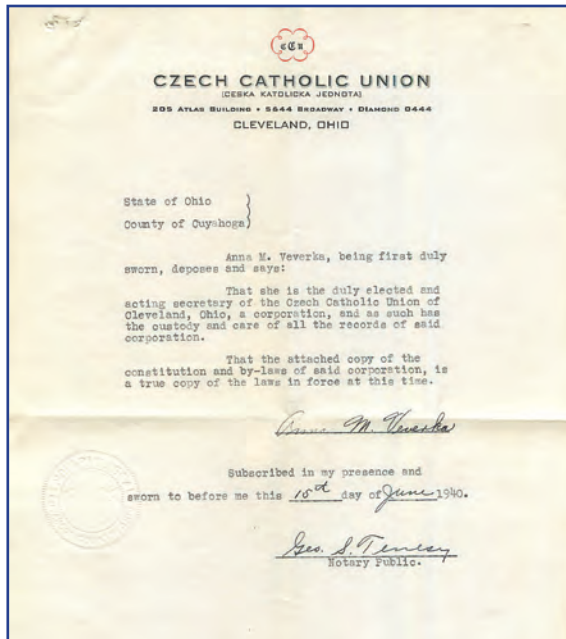 cCu
CZECH CATHOLIC UNION
(CESKA KATOLICKA JEDNOTA)
205 ATLAS BUILDING • 5644 BROADWAY • DIAMOND 0444
CLEVELAND, OHIO
State of Ohio )
County of Cuyahoga)
Anna M. Veverka, being first duly
sworn, deposes and says:
That she is the duly elected and
acting secretary of the Czech Catholic Union of
Cleveland, Ohio, a corporation, and as such has
the custody and care of all the records of said
corporation.
That the attached copy of the
constitution and by-laws of said corporation, is
a true copy of the laws in force at this time.
Anna M. Veverka
Subscribed in my presence and
sworn to before me this 15th day of June 1940.
Geo. S.
Notary Public.